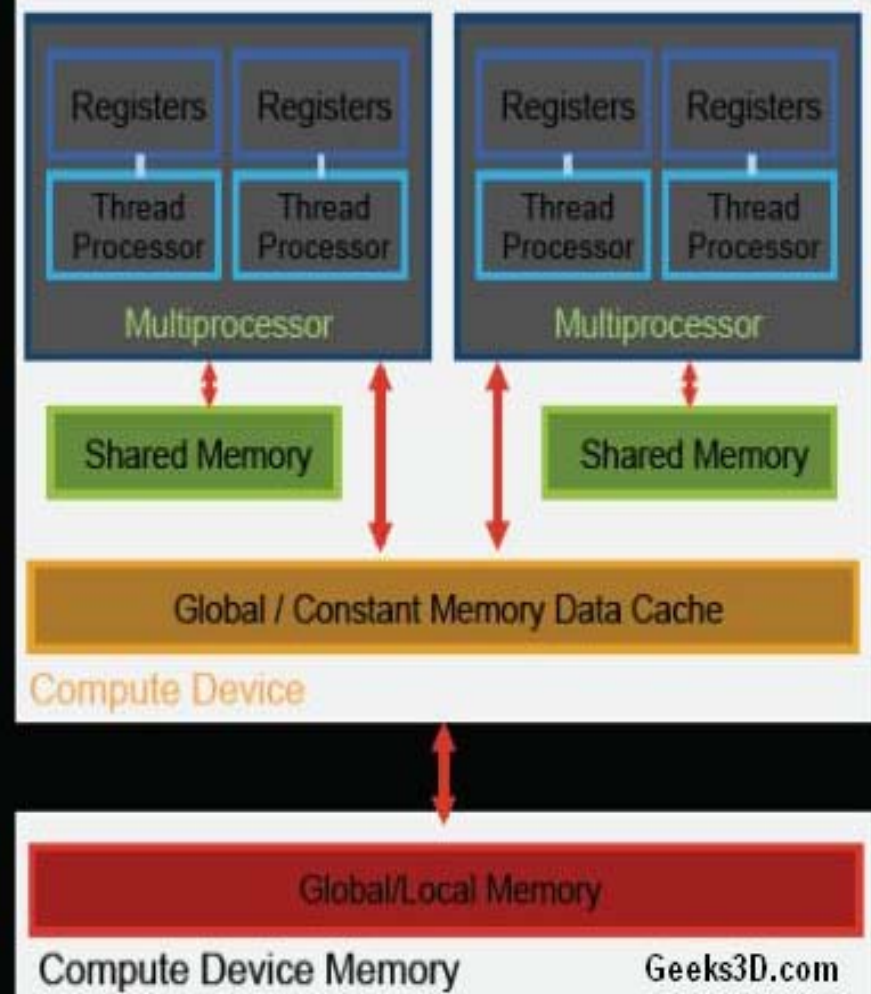 Registers Registers Registers Registers
Thread Processor
Thread Processor
Thread Processor
Thread Processor
Multiprocessor Multiprocessor
Shared Memory Shared Memory
Global / Constant Memory Data Cache
Compute Device
Global/Local Memory
Compute Device Memory Geeks3D.com